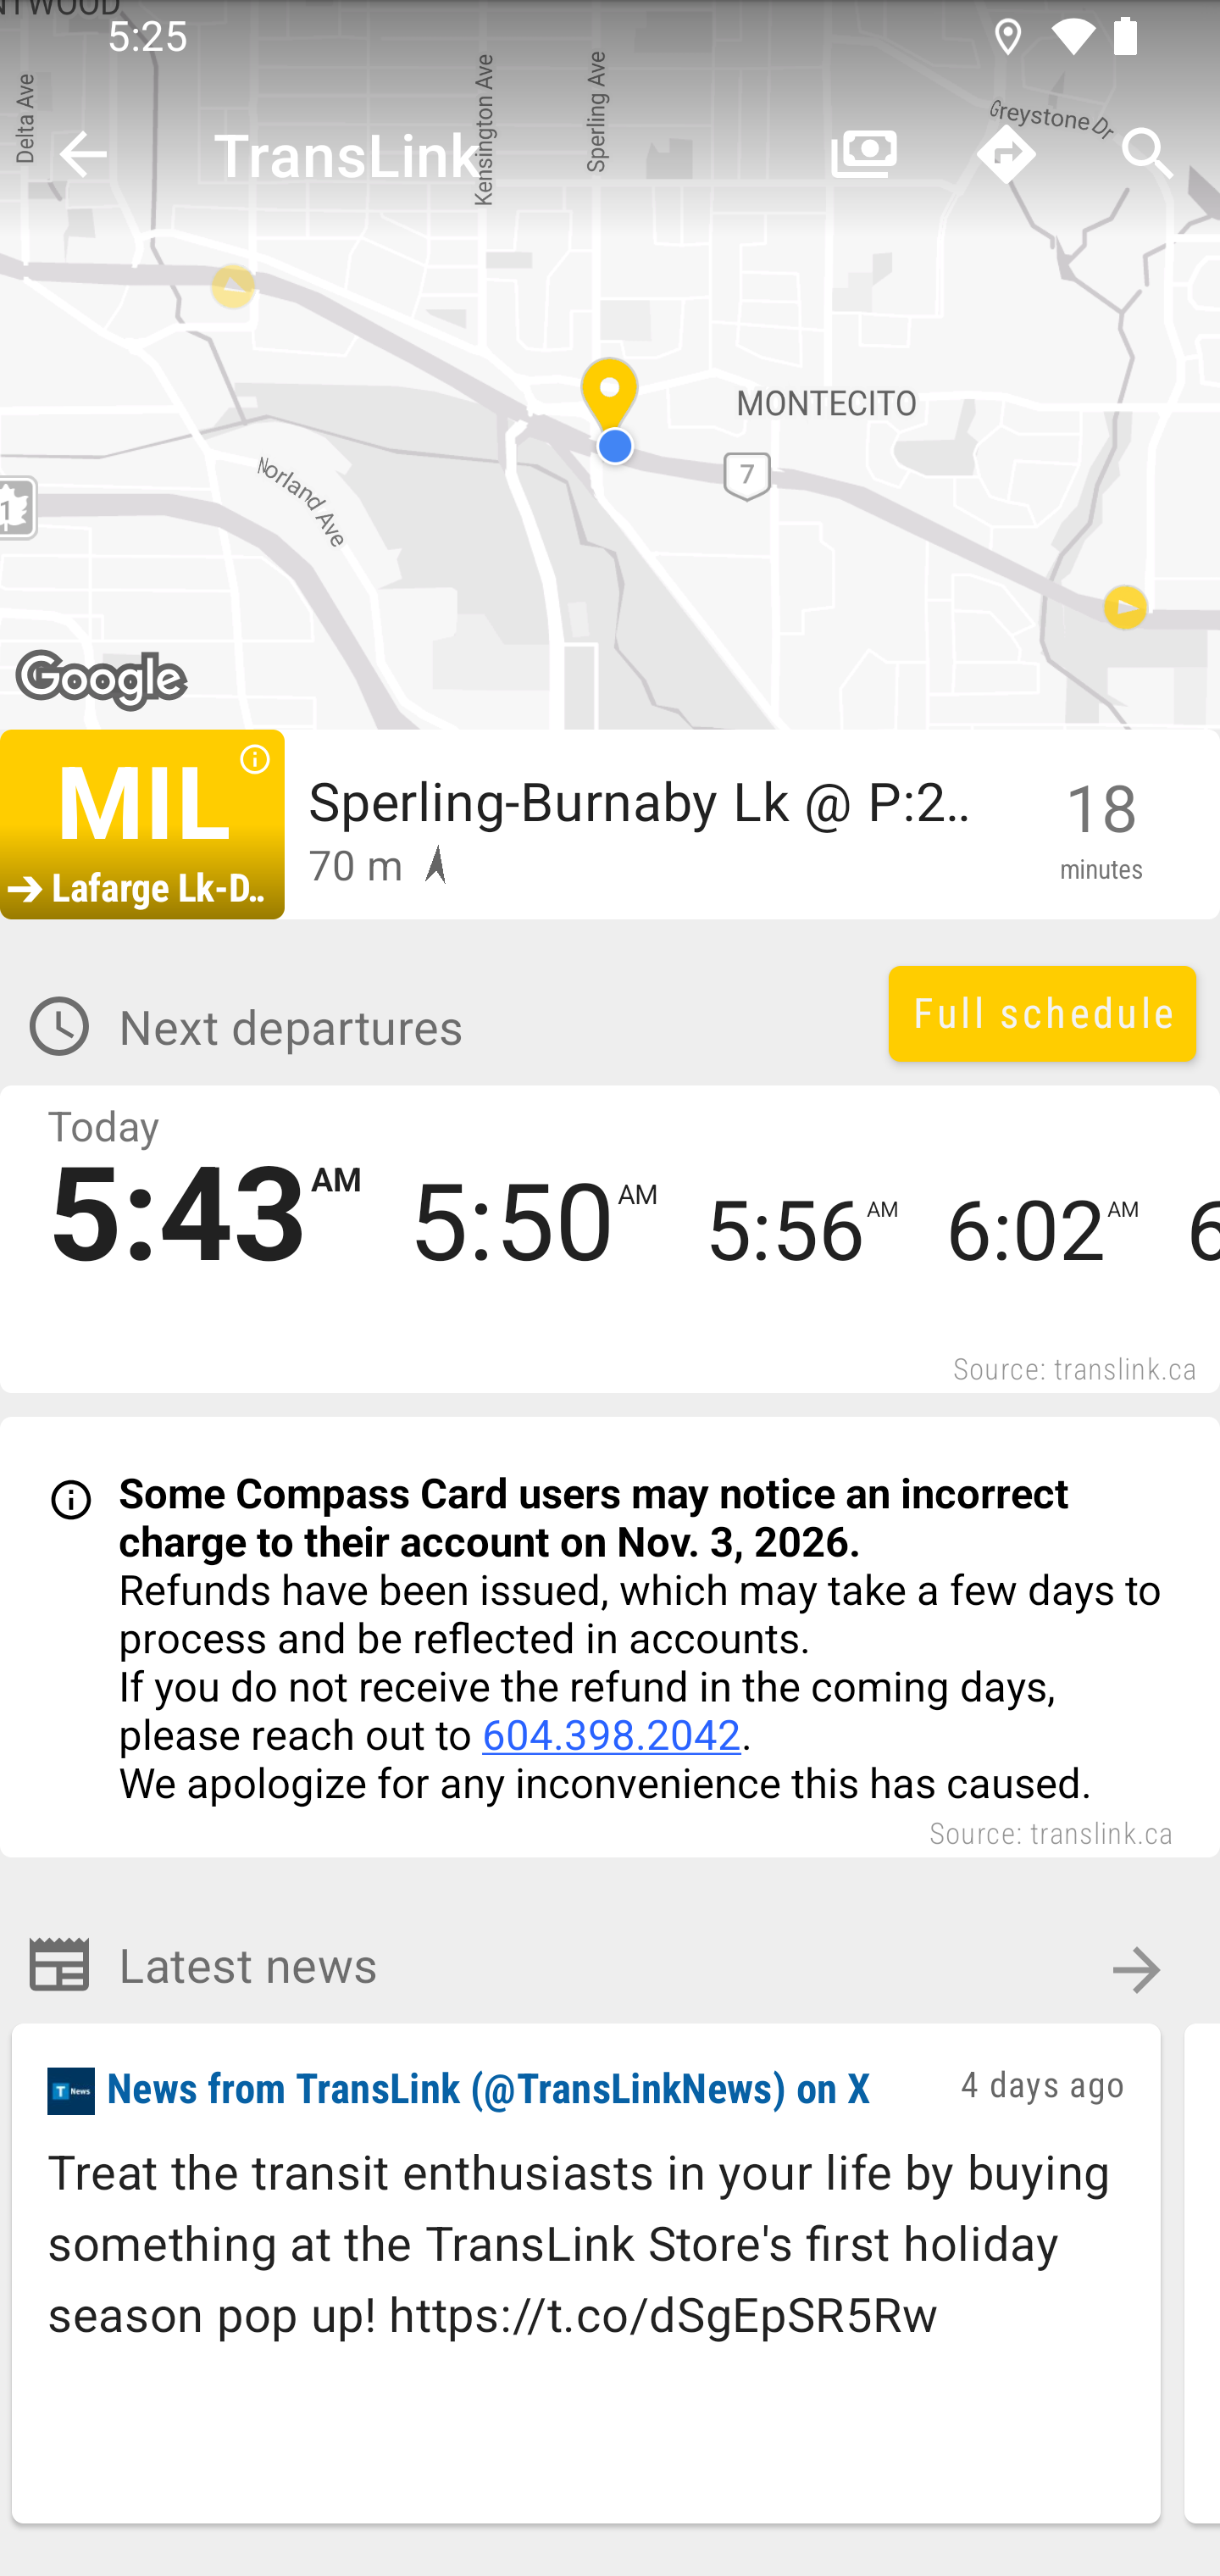 5:25
Delta Ave
Kensington Ave
Sperling Ave
Greystone Dr
TransLink
MONTECITO
7
Norland Ave
1
Google
MIL
Lafarge Lk-D..
Sperling-Burnaby Lk @ P:2..
70 m
18
minutes
Next departures
Full schedule
Today
5:43 AM
5:50 AM
5:56 AM
6:02 AM
6
Source: translink.ca
Some Compass Card users may notice an incorrect
charge to their account on Nov. 3, 2026.
Refunds have been issued, which may take a few days to
process and be reflected in accounts.
If you do not receive the refund in the coming days,
please reach out to 604.398.2042.
We apologize for any inconvenience this has caused.
Source: translink.ca
Latest news
T News
News from TransLink (@TransLinkNews) on X
4 days ago
Treat the transit enthusiasts in your life by buying
something at the TransLink Store's first holiday
season pop up! https://t.co/dSgEpSR5Rw